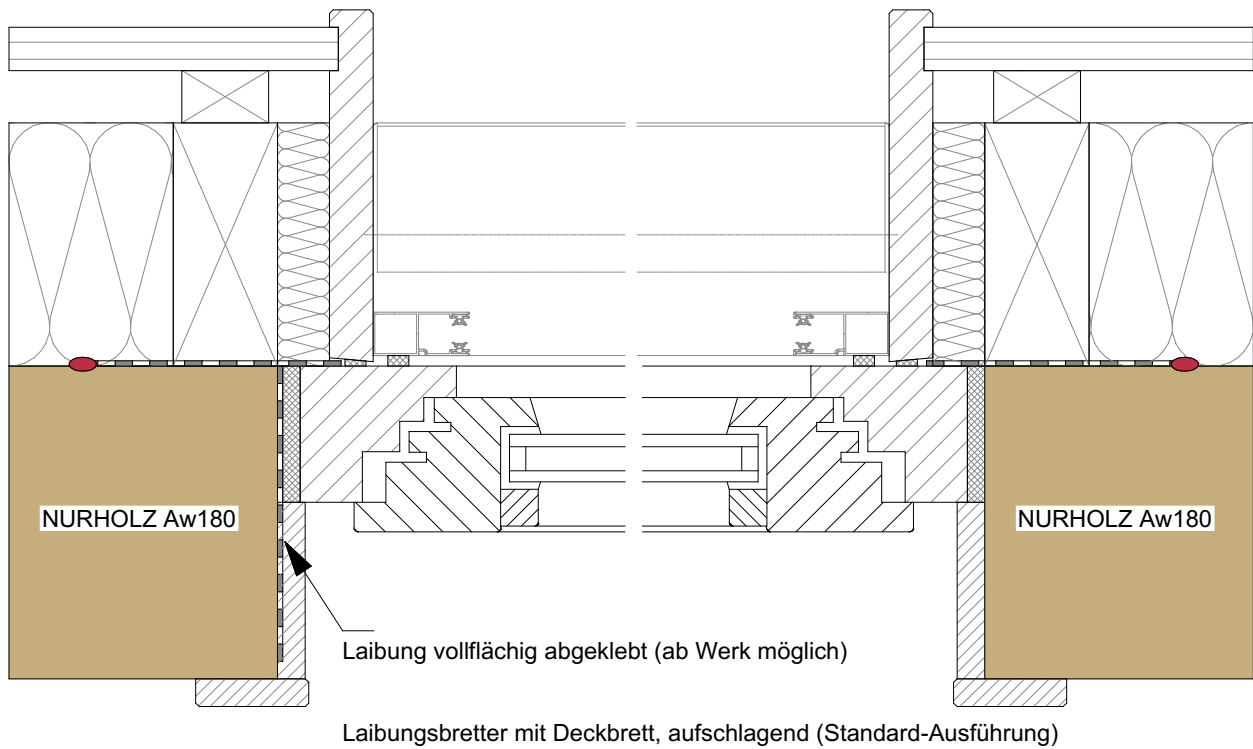 NURHOLZ Aw180
NURHOLZ Aw180
Laibung vollflächig abgeklebt (ab Werk möglich)
Laibungsbretter mit Deckbrett, aufschlagend (Standard-Ausführung)